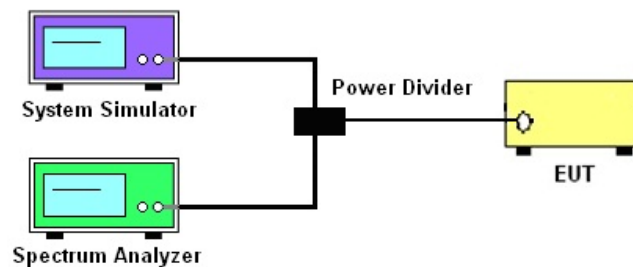 System Simulator
Power Divider
EUT
Spectrum Analyzer